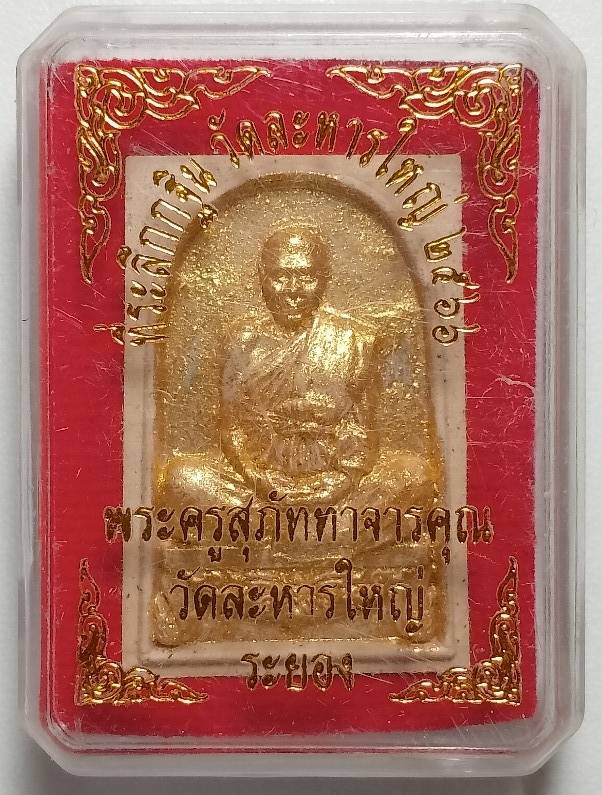 ที่ระลึกกฐิน วัดละหารใหญ่ ๒๕๖๖
พระครูสุภัททาจารคุณ
วัดละหารใหญ่
ระยอง